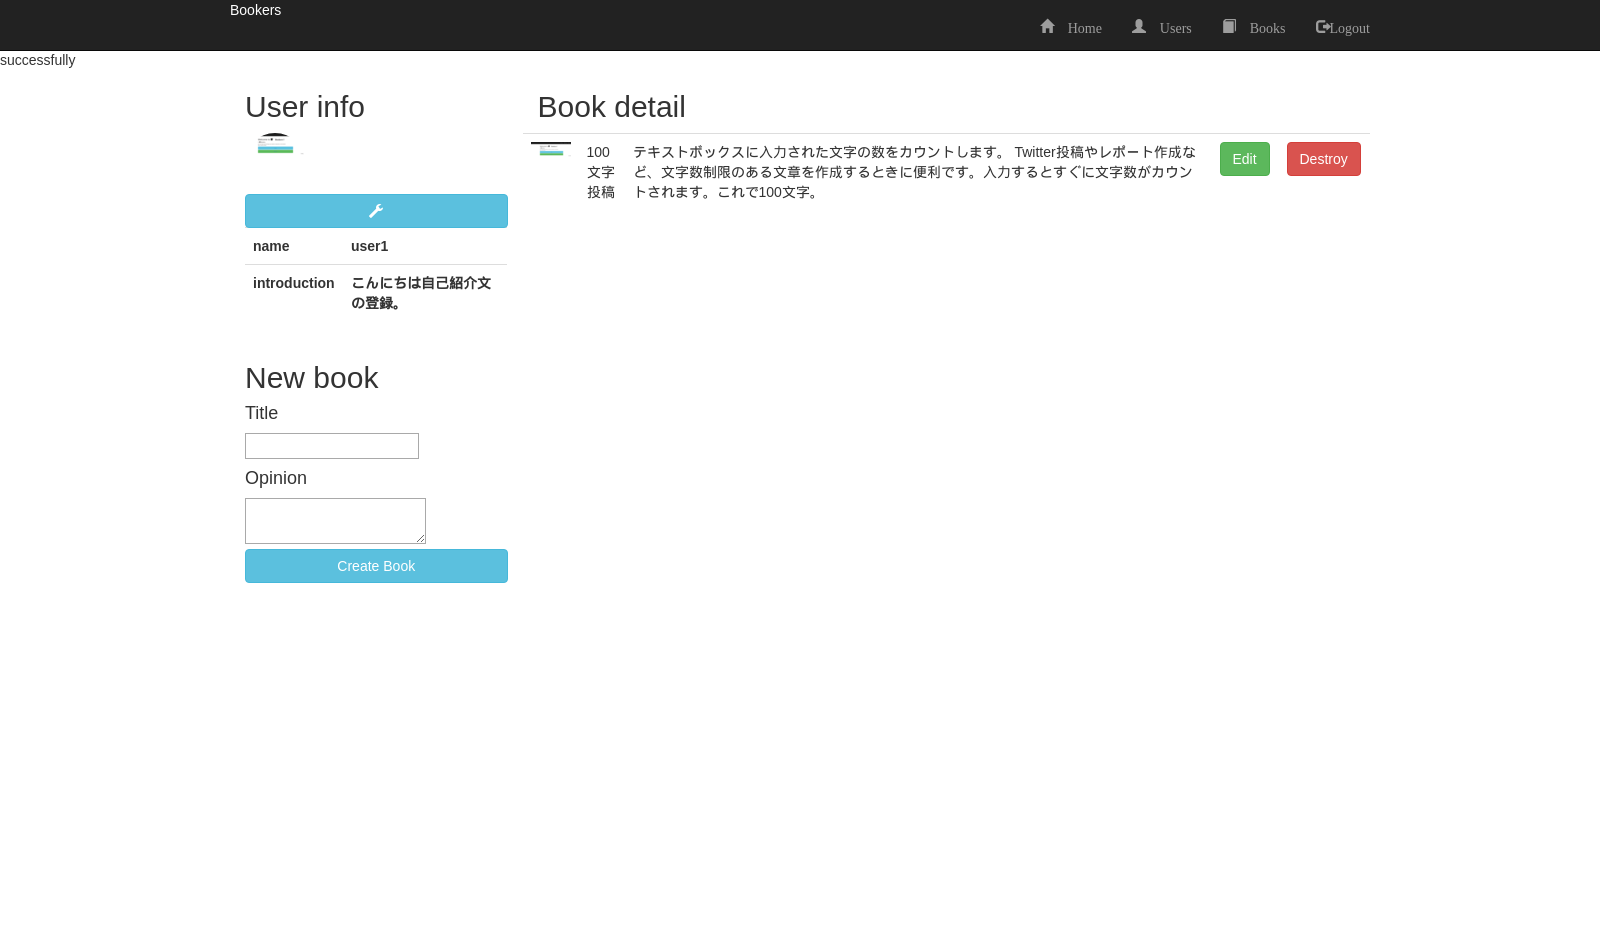 Bookers
Home
Users
Books
Logout
successfully
User info
name
user1
introduction
こんにちは自己紹介文
の登録。
New book
Title
Opinion
Create Book
Book detail
100
文字
投稿
テキストボックスに入力された文字の数をカウントします。 Twitter投稿やレポート作成な
ど、文字数制限のある文章を作成するときに便利です。入力するとすぐに文字数がカウン
トされます。これで100文字。
Edit
Destroy